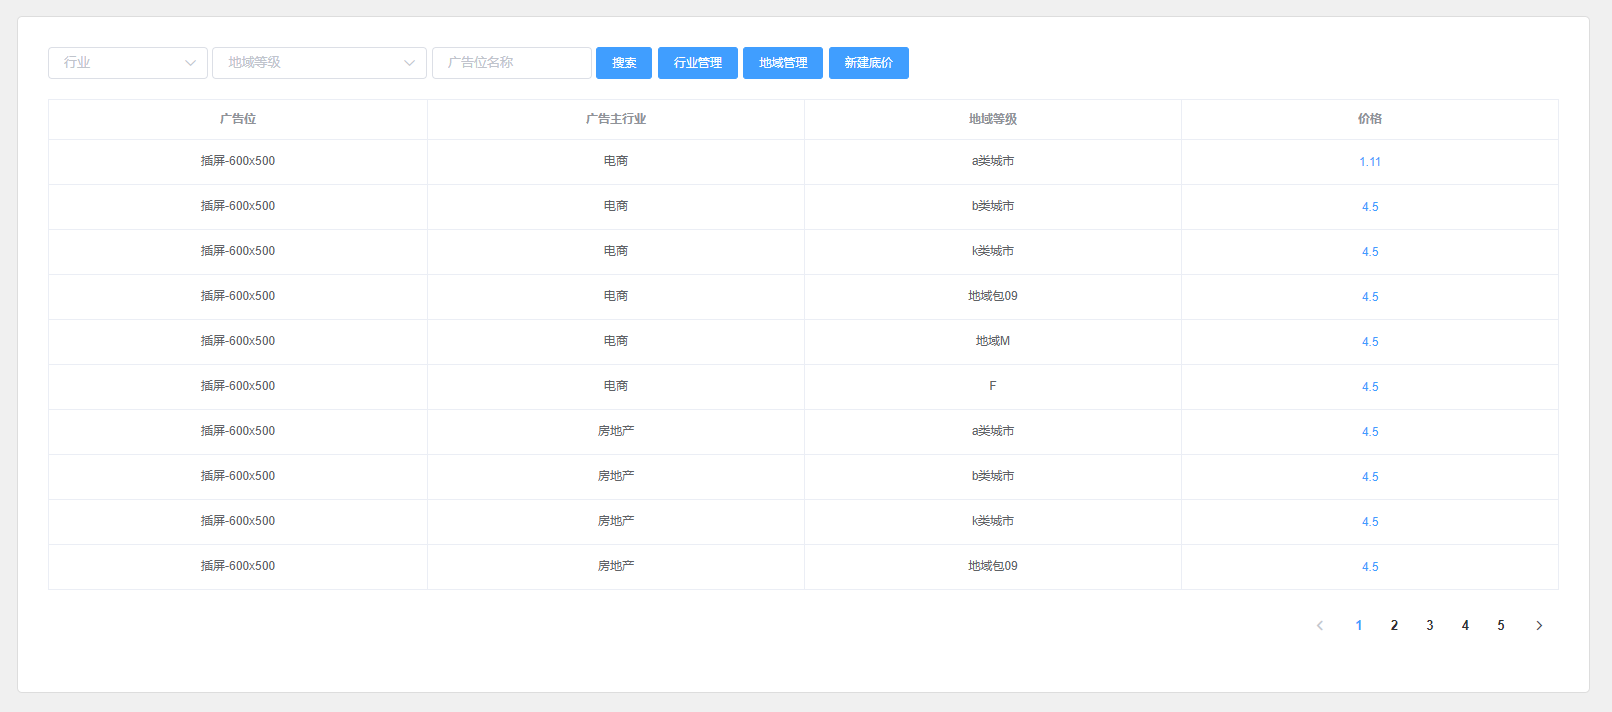 行业 地域等级 广告位名称 搜索 行业管理 地域管理 新建底价
广告位 广告主行业 地域等级 价格
插屏-600x500 电商 a类城市 1.11
插屏-600x500 电商 b类城市 4.5
插屏-600x500 电商 k类城市 4.5
插屏-600x500 电商 地域包09 4.5
插屏-600x500 电商 地域M 4.5
插屏-600x500 电商 F 4.5
插屏-600x500 房地产 a类城市 4.5
插屏-600x500 房地产 b类城市 4.5
插屏-600x500 房地产 k类城市 4.5
插屏-600x500 房地产 地域包09 4.5
1 2 3 4 5